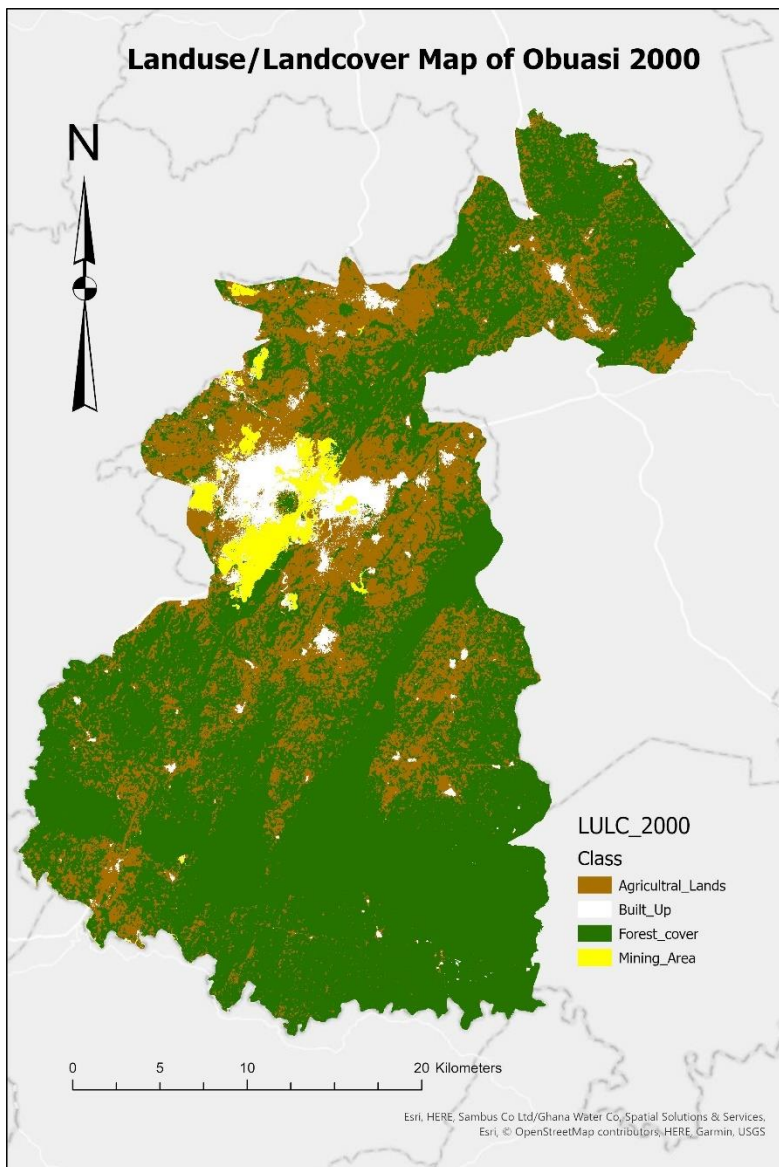 Landuse/Landcover Map of Obuasi 2000
N
LULC_2000
Class
Agricultral_Lands
Built_Up
Forest_cover
Mining_Area
0 5 10 20 Kilometers
Esri, HERE, Sambus Co Ltd/Ghana Water Co, Spatial Solutions & Services,
Esri, © OpenStreetMap contributors, HERE, Garmin, USGS